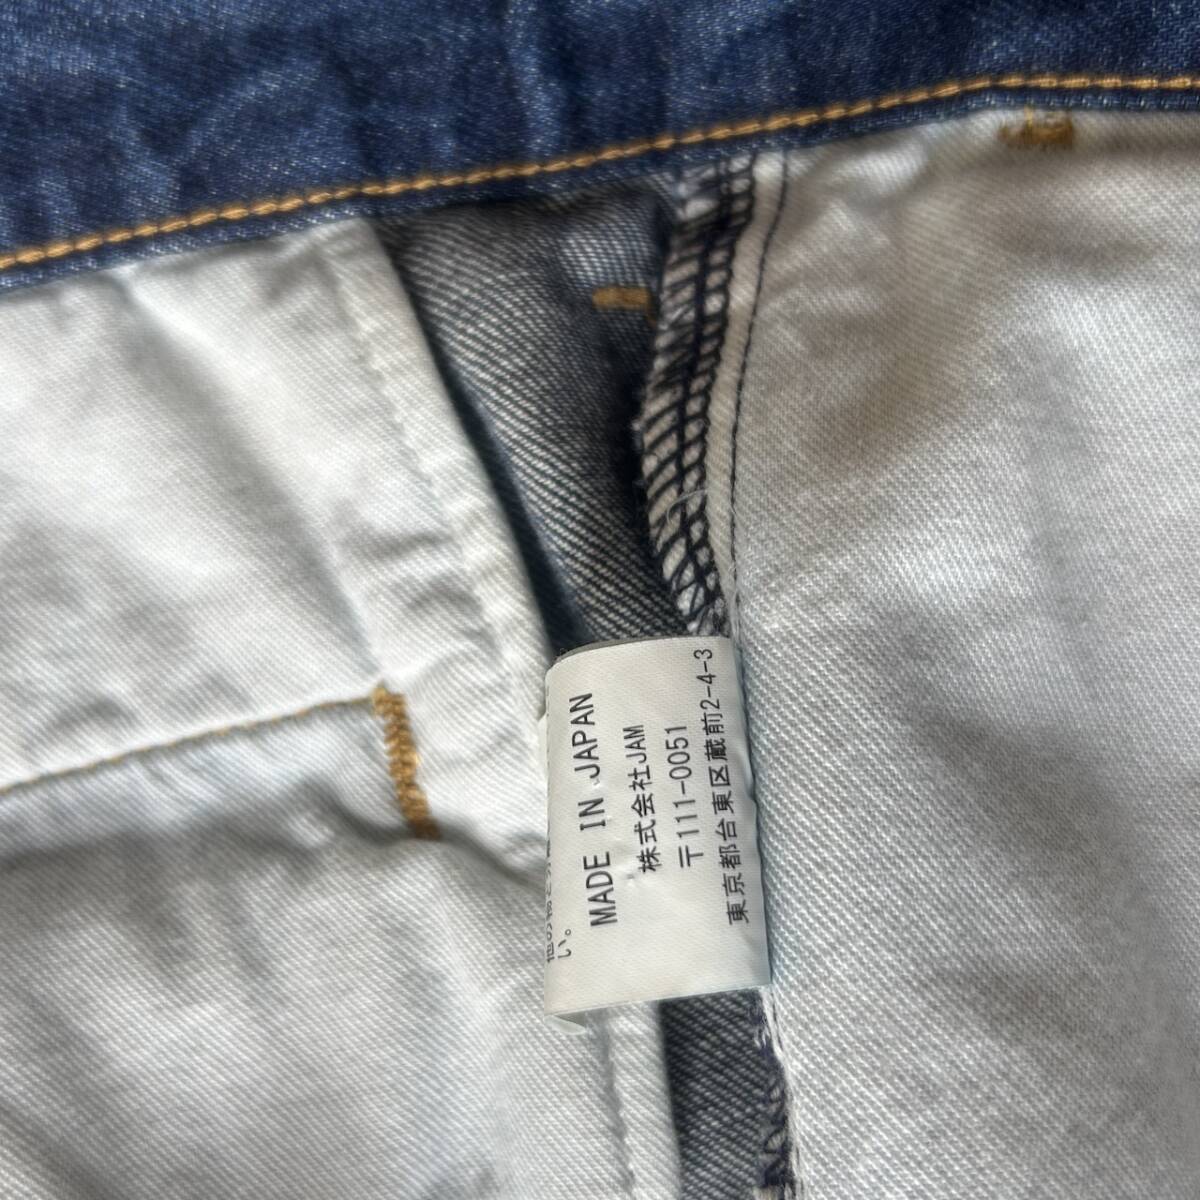 い。
MADE IN JAPAN
株式会社JAM
〒111-0051
東京都台東区蔵前2-4-3